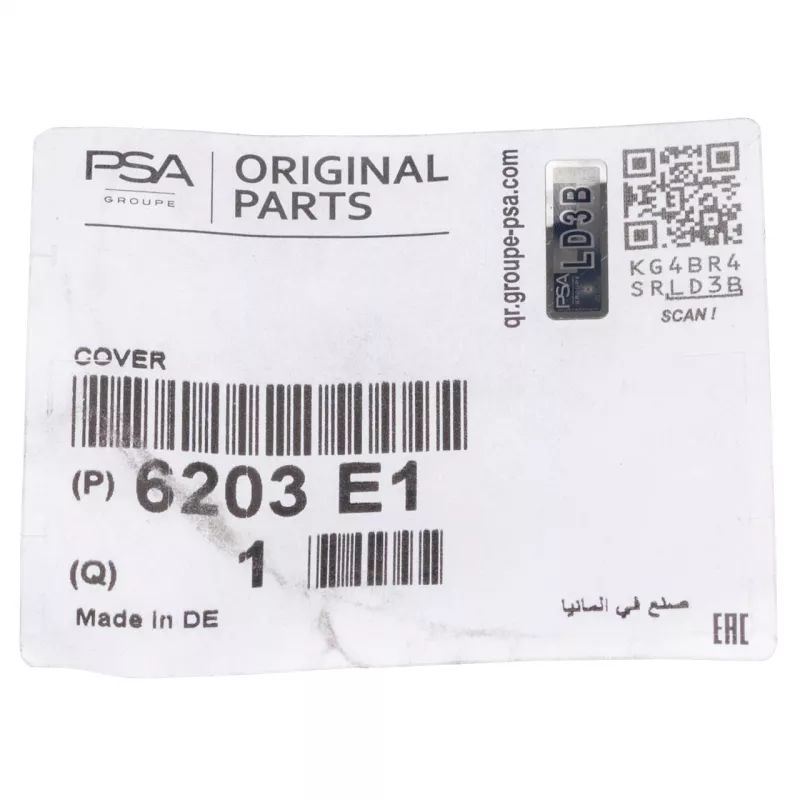 PSA
GROUPE
ORIGINAL
PARTS
qr.groupe-psa.com
PSA
GROUPE
LD3B
KG4BR4
SRLD3B
SCAN!
COVER
(P) 6203 E1
(Q) 1
Made in DE
صنع في المانيا
EAC